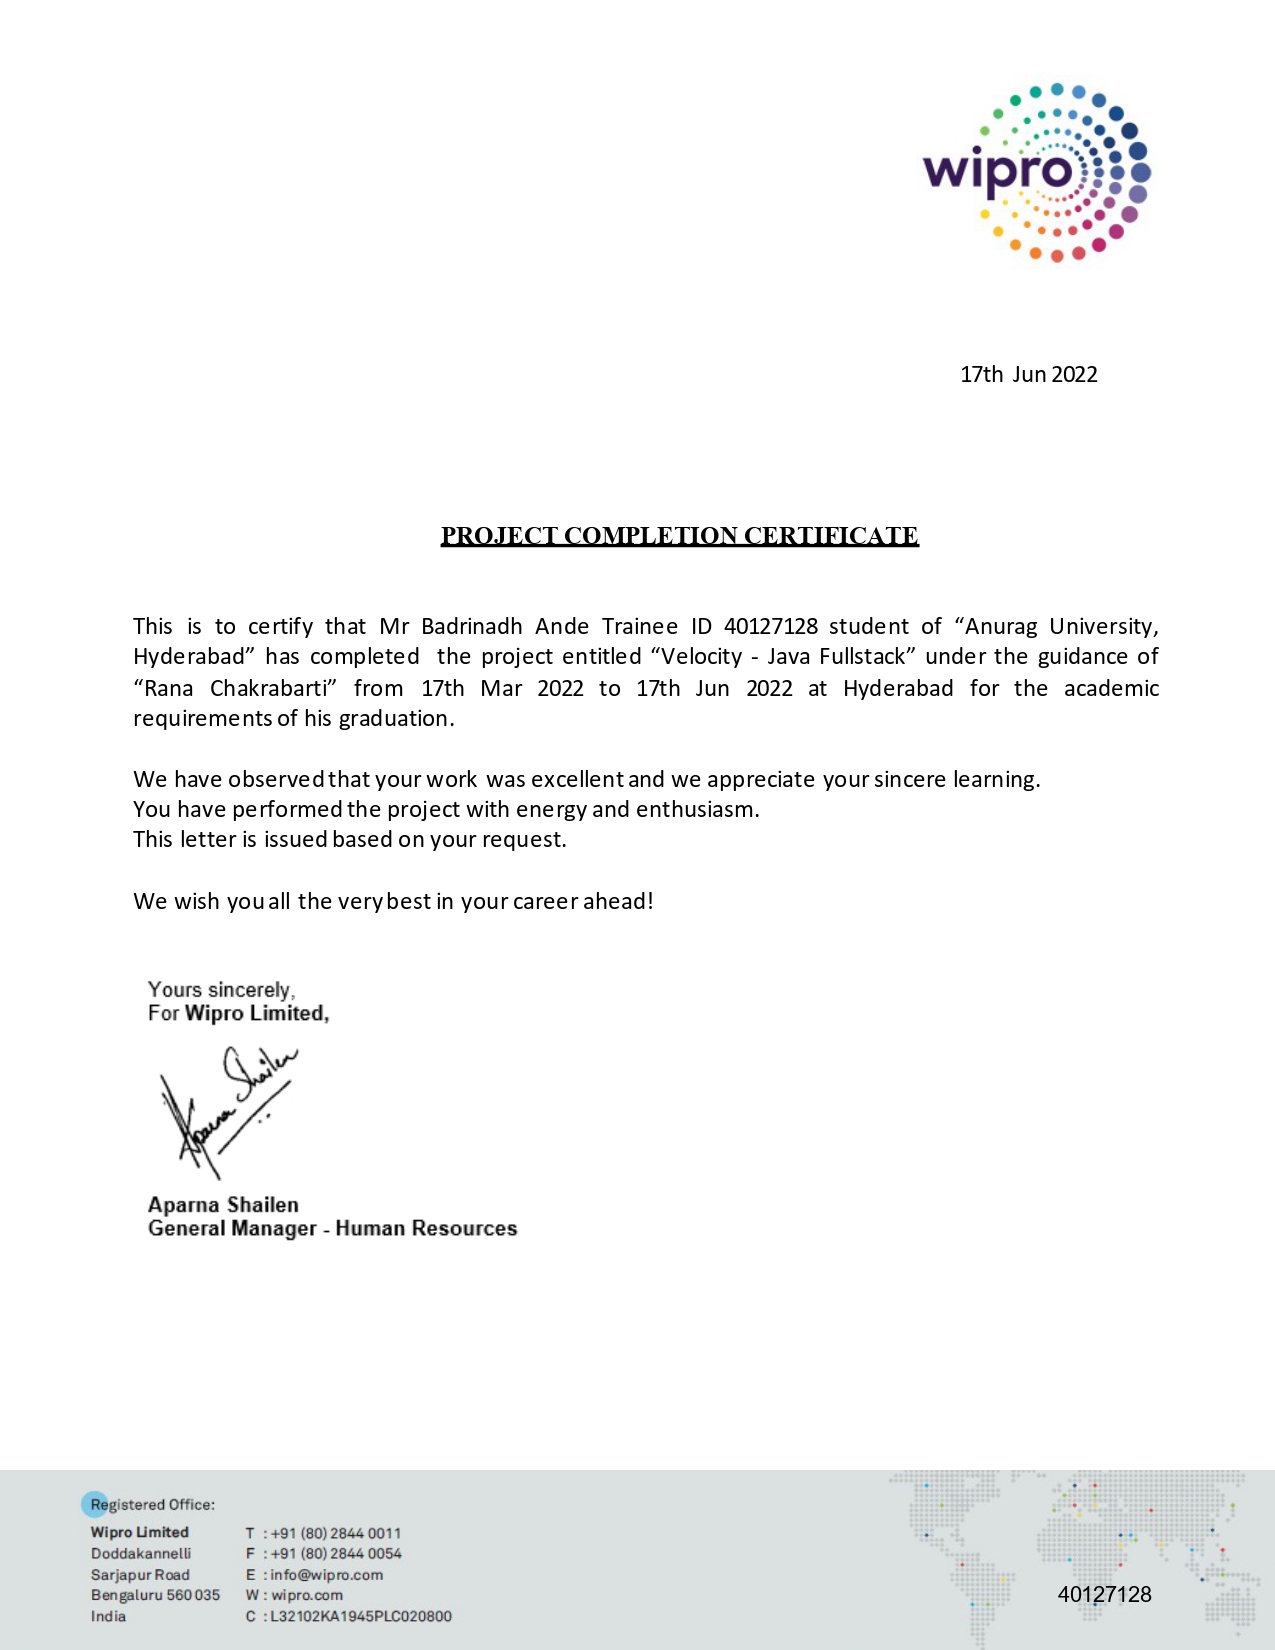 wipro
17th Jun 2022
PROJECT COMPLETION CERTIFICATE
This is to certify that Mr Badrinadh Ande Trainee ID 40127128 student of “Anurag University,
Hyderabad” has completed the project entitled “Velocity - Java Fullstack” under the guidance of
“Rana Chakrabarti” from 17th Mar 2022 to 17th Jun 2022 at Hyderabad for the academic
requirements of his graduation.
We have observed that your work was excellent and we appreciate your sincere learning.
You have performed the project with energy and enthusiasm.
This letter is issued based on your request.
We wish you all the very best in your career ahead!
Yours sincerely,
For Wipro Limited,
Aparna Shailen
Aparna Shailen
General Manager - Human Resources
Registered Office:
Wipro Limited T : +91 (80) 2844 0011
Doddakannelli F : +91 (80) 2844 0054
Sarjapur Road E : info@wipro.com
Bengaluru 560 035 W : wipro.com
India C : L32102KA1945PLC020800
40127128